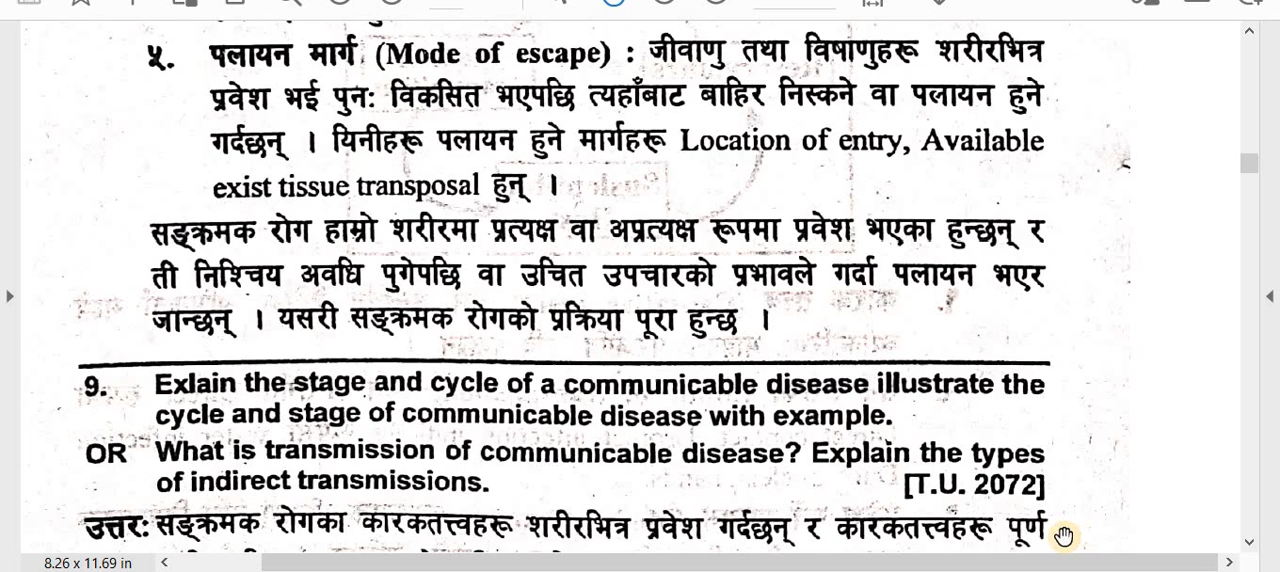 ५. पलायन मार्ग (Mode of escape) : जीवाणु तथा विषाणुहरू शरीरभित्र
प्रवेश भई पुन: विकसित भएपछि त्यहाँबाट बाहिर निस्कने वा पलायन हुने
गर्दछन् । यिनीहरू पलायन हुने मार्गहरू Location of entry, Available
exist tissue transposal हुन् ।
सङ्क्रमक रोग हाम्रो शरीरमा प्रत्यक्ष वा अप्रत्यक्ष रूपमा प्रवेश भएका हुन्छन् र
ती निश्चिय अवधि पुगेपछि वा उचित उपचारको प्रभावले गर्दा पलायन भएर
जान्छन् । यसरी सङ्क्रमक रोगको प्रक्रिया पूरा हुन्छ ।
9. Exlain the stage and cycle of a communicable disease illustrate the
cycle and stage of communicable disease with example.
OR What is transmission of communicable disease? Explain the types
of indirect transmissions. [T.U. 2072]
उत्तर: सङ्क्रमक रोगका कारकतत्त्वहरू शरीरभित्र प्रवेश गर्दछन् र कारकतत्त्वहरू पूर्ण
8.26 x 11.69 in